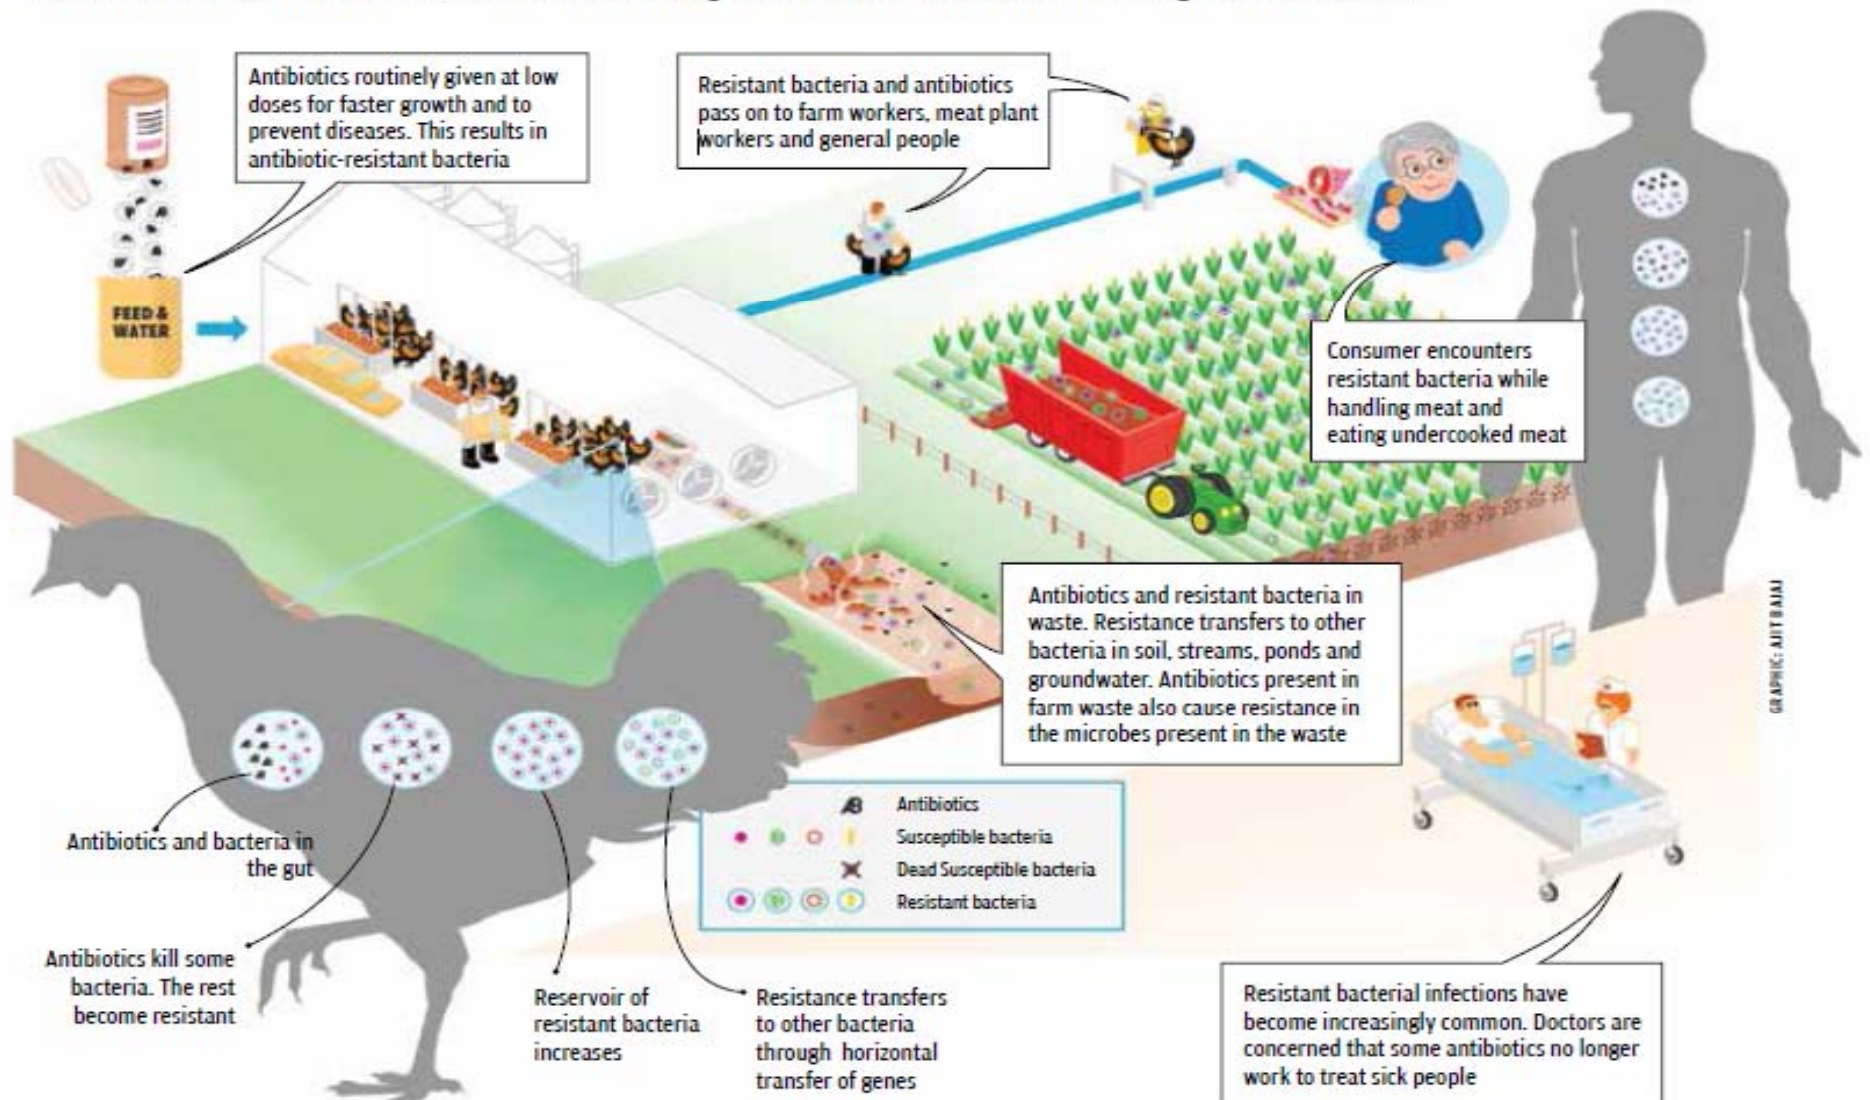 Antibiotics routinely given at low
doses for faster growth and to
prevent diseases. This results in
antibiotic-resistant bacteria
Resistant bacteria and antibiotics
pass on to farm workers, meat plant
workers and general people
FEED &
WATER
Consumer encounters
resistant bacteria while
handling meat and
eating undercooked meat
Antibiotics and resistant bacteria in
waste. Resistance transfers to other
bacteria in soil, streams, ponds and
groundwater. Antibiotics present in
farm waste also cause resistance in
the microbes present in the waste
GRAPHIC: AJIT BAJAJ
AB Antibiotics
Susceptible bacteria
Dead Susceptible bacteria
Resistant bacteria
Antibiotics and bacteria in
the gut
Antibiotics kill some
bacteria. The rest
become resistant
Reservoir of
resistant bacteria
increases
Resistance transfers
to other bacteria
through horizontal
transfer of genes
Resistant bacterial infections have
become increasingly common. Doctors are
concerned that some antibiotics no longer
work to treat sick people